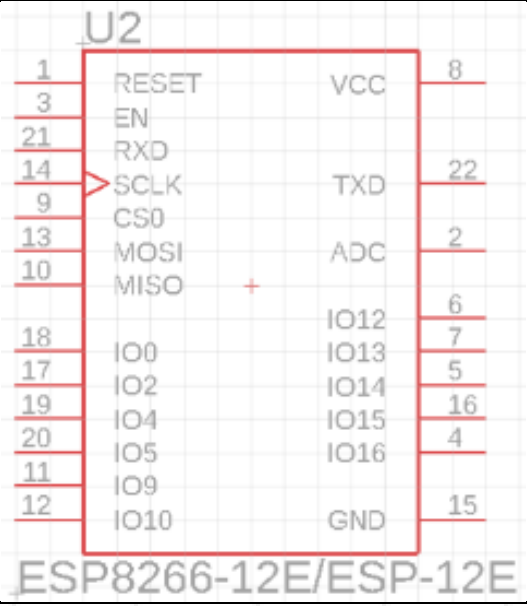 U2
1 RESET VCC 8
3 EN
21 RXD
14 SCLK TXD 22
9 CS0
13 MOSI ADC 2
10 MISO
IO12 6
18 IO0 IO13 7
17 IO2 IO14 5
19 IO4 IO15 16
20 IO5 IO16 4
11 IO9
12 IO10 GND 15
ESP8266-12E/ESP-12E